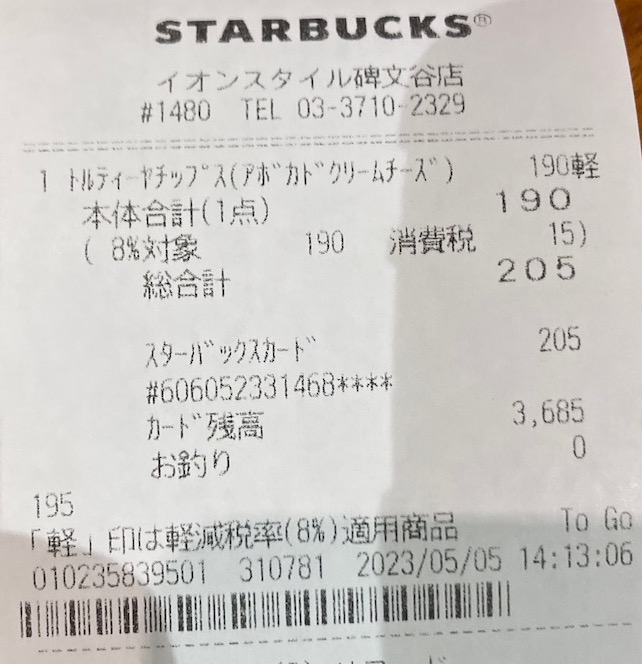 STARBUCKS®
イオンスタイル碑文谷店
#1480 TEL 03-3710-2329
1 ﾄﾙﾃｨｰﾔﾁｯﾌﾟｽ(ｱﾎﾞｶﾄﾞｸﾘｰﾑﾁｰｽﾞ) 190軽
本体合計(1点) 190
( 8%対象 190 消費税 15)
総合計 205
ｽﾀｰﾊﾞｯｸｽｶｰﾄﾞ 205
#606052331468****
ｶｰﾄﾞ残高 3,685
お釣り 0
195
「軽」印は軽減税率(8%)適用商品 To Go
010235839501 310781 2023/05/05 14:13:06